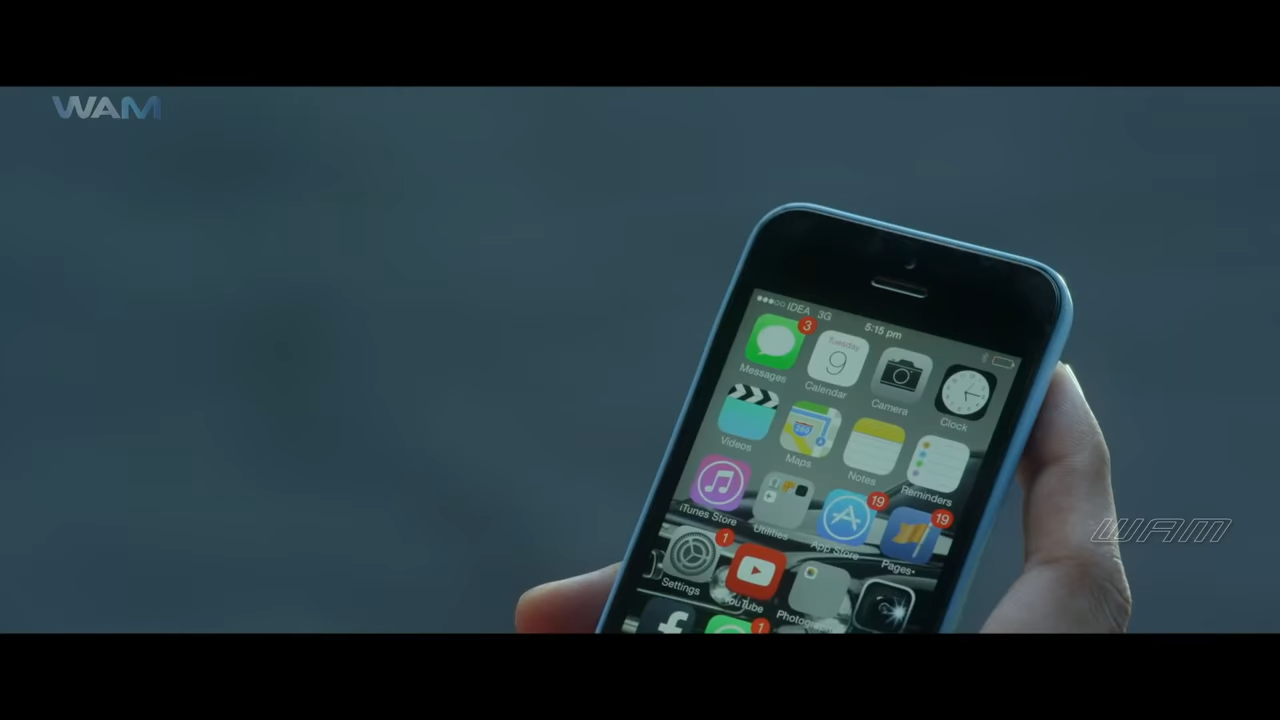 WAM
IDEA 3G
5:15 pm
3
Messages
Tuesday
9
Calendar
Camera
Clock
Videos
280
Maps
Notes
Reminders
iTunes Store
Utilities
19
App Store
19
Pages
1
Settings
YouTube
1
WAM